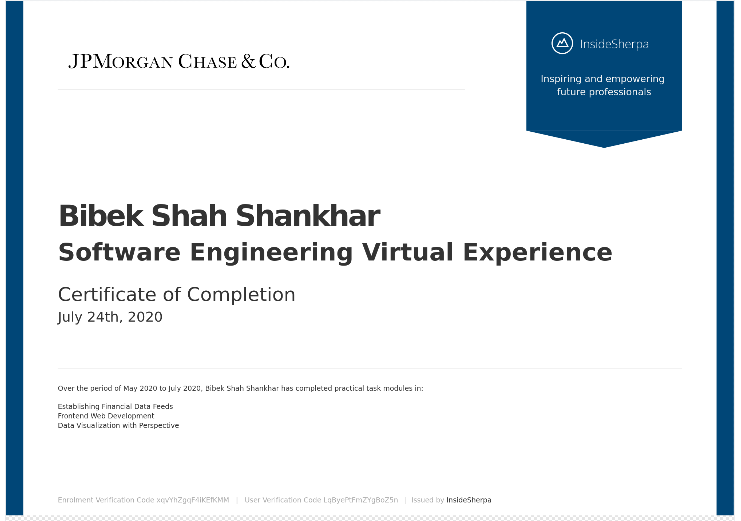 JPMORGAN CHASE & CO.
InsideSherpa
Inspiring and empowering
future professionals
Bibek Shah Shankhar
Software Engineering Virtual Experience
Certificate of Completion
July 24th, 2020
Over the period of May 2020 to July 2020, Bibek Shah Shankhar has completed practical task modules in:
Establishing Financial Data Feeds
Frontend Web Development
Data Visualization with Perspective
Enrolment Verification Code | User Verification Code | Issued by InsideSherpa